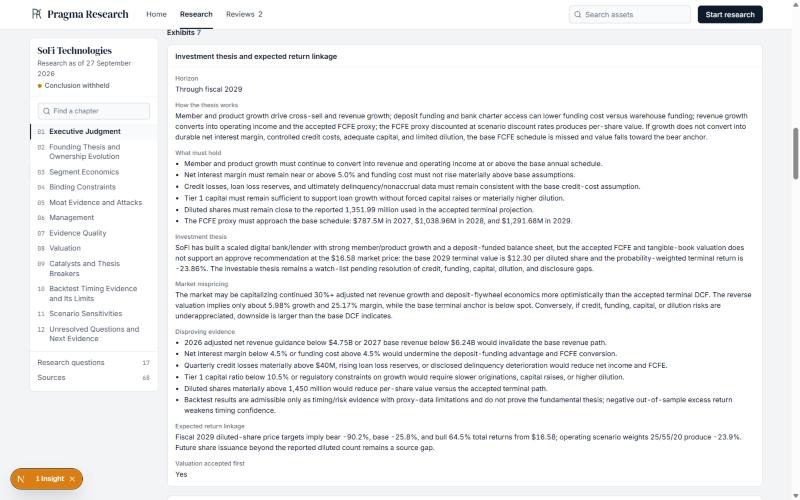 Pragma Research
Home
Research
Reviews 2
Search assets
Start research
SoFi Technologies
Research as of 27 September
2026
Conclusion withheld
Find a chapter
01 Executive Judgment
02 Founding Thesis and
Ownership Evolution
03 Segment Economics
04 Binding Constraints
05 Moat Evidence and Attacks
06 Management
07 Evidence Quality
08 Valuation
09 Catalysts and Thesis
Breakers
10 Backtest Timing Evidence
and Its Limits
11 Scenario Sensitivities
12 Unresolved Questions and
Next Evidence
Research questions 17
Sources 68
Exhibits 7
Investment thesis and expected return linkage
Horizon
Through fiscal 2029
How the thesis works
Member and product growth drive cross-sell and revenue growth; deposit funding and bank charter access can lower funding cost versus warehouse funding; revenue growth
converts into operating income and the accepted FCFE proxy; the FCFE proxy discounted at scenario discount rates produces per-share value. If growth does not convert into
durable net interest margin, controlled credit costs, adequate capital, and limited dilution, the base FCFE schedule is missed and value falls toward the bear anchor.
What must hold
• Member and product growth must continue to convert into revenue and operating income at or above the base annual schedule.
• Net interest margin must remain near or above 5.0% and funding cost must not rise materially above base assumptions.
• Credit losses, loan loss reserves, and ultimately delinquency/nonaccrual data must remain consistent with the base credit-cost assumption.
• Tier 1 capital must remain sufficient to support loan growth without forced capital raises or materially higher dilution.
• Diluted shares must remain close to the reported 1,351.99 million used in the accepted terminal projection.
• The FCFE proxy must approach the base schedule: $787.5M in 2027, $1,038.96M in 2028, and $1,291.68M in 2029.
Investment thesis
SoFi has built a scaled digital bank/lender with strong member/product growth and a deposit-funded balance sheet, but the accepted FCFE and tangible-book valuation does
not support an approve recommendation at the $16.58 market price: the base 2029 terminal value is $12.30 per diluted share and the probability-weighted terminal return is
-23.86%. The investable thesis remains a watch-list pending resolution of credit, funding, capital, dilution, and disclosure gaps.
Market mispricing
The market may be capitalizing continued 30%+ adjusted net revenue growth and deposit-flywheel economics more optimistically than the accepted terminal DCF. The reverse
valuation implies only about 5.98% growth and 25.17% margin, while the base terminal anchor is below spot. Conversely, if credit, funding, capital, or dilution risks are
underappreciated, downside is larger than the base DCF indicates.
Disproving evidence
• 2026 adjusted net revenue guidance below $4.75B or 2027 base revenue below $6.24B would invalidate the base revenue path.
• Net interest margin below 4.5% or funding cost above 4.5% would undermine the deposit-funding advantage and FCFE conversion.
• Quarterly credit losses materially above $40M, rising loan loss reserves, or disclosed delinquency deterioration would reduce net income and FCFE.
• Tier 1 capital ratio below 10.5% or regulatory constraints on growth would require slower originations, capital raises, or higher dilution.
• Diluted shares materially above 1,450 million would reduce per-share value versus the accepted terminal path.
• Backtest results are admissible only as timing/risk evidence with proxy-data limitations and do not prove the fundamental thesis; negative out-of-sample excess return
weakens timing confidence.
Expected return linkage
Fiscal 2029 diluted-share price targets imply bear -90.2%, base -25.8%, and bull 64.5% total returns from $16.58; operating scenario weights 25/55/20 produce -23.9%.
Future share issuance beyond the reported diluted count remains a source gap.
Valuation accepted first
Yes
N 1 Insight ×